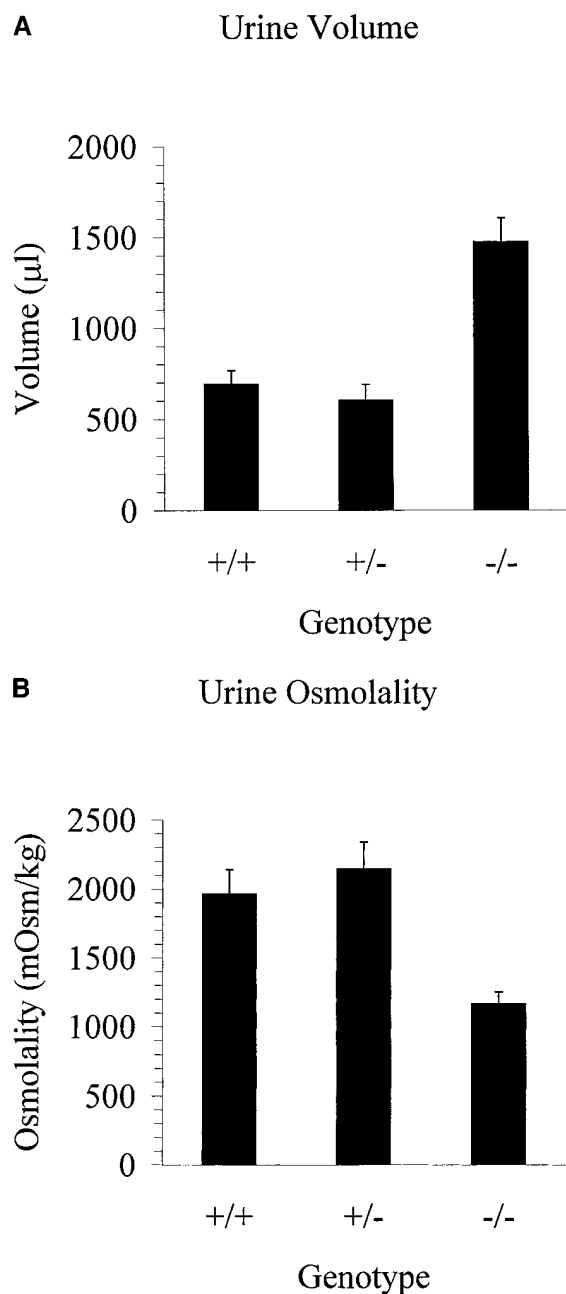 A
Urine Volume
2000
1500
1000
500
0
Volume (µl)
+/+ +/- -/-
Genotype
B
Urine Osmolality
2500
2000
1500
1000
500
0
Osmolality (mOsm/kg)
+/+ +/- -/-
Genotype